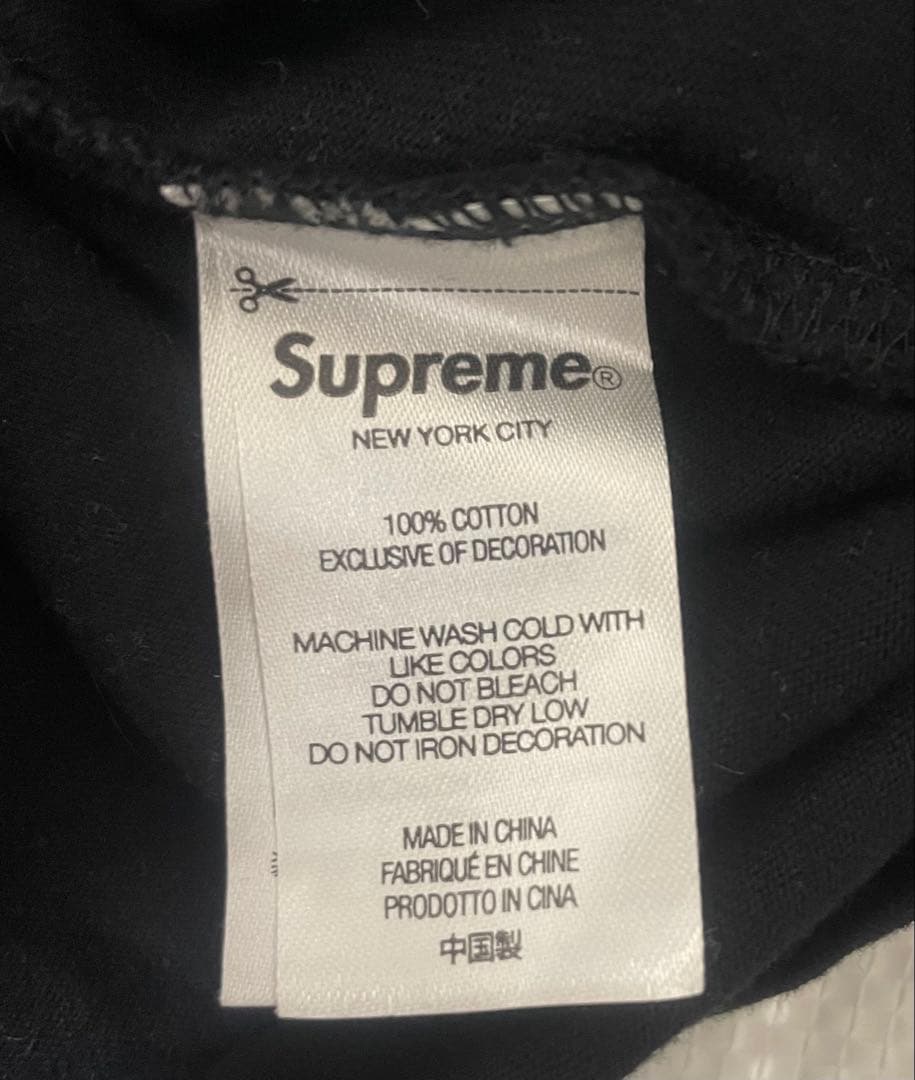 Supreme®
NEW YORK CITY
100% COTTON
EXCLUSIVE OF DECORATION
MACHINE WASH COLD WITH
LIKE COLORS
DO NOT BLEACH
TUMBLE DRY LOW
DO NOT IRON DECORATION
MADE IN CHINA
FABRIQUÉ EN CHINE
PRODOTTO IN CINA
中国製